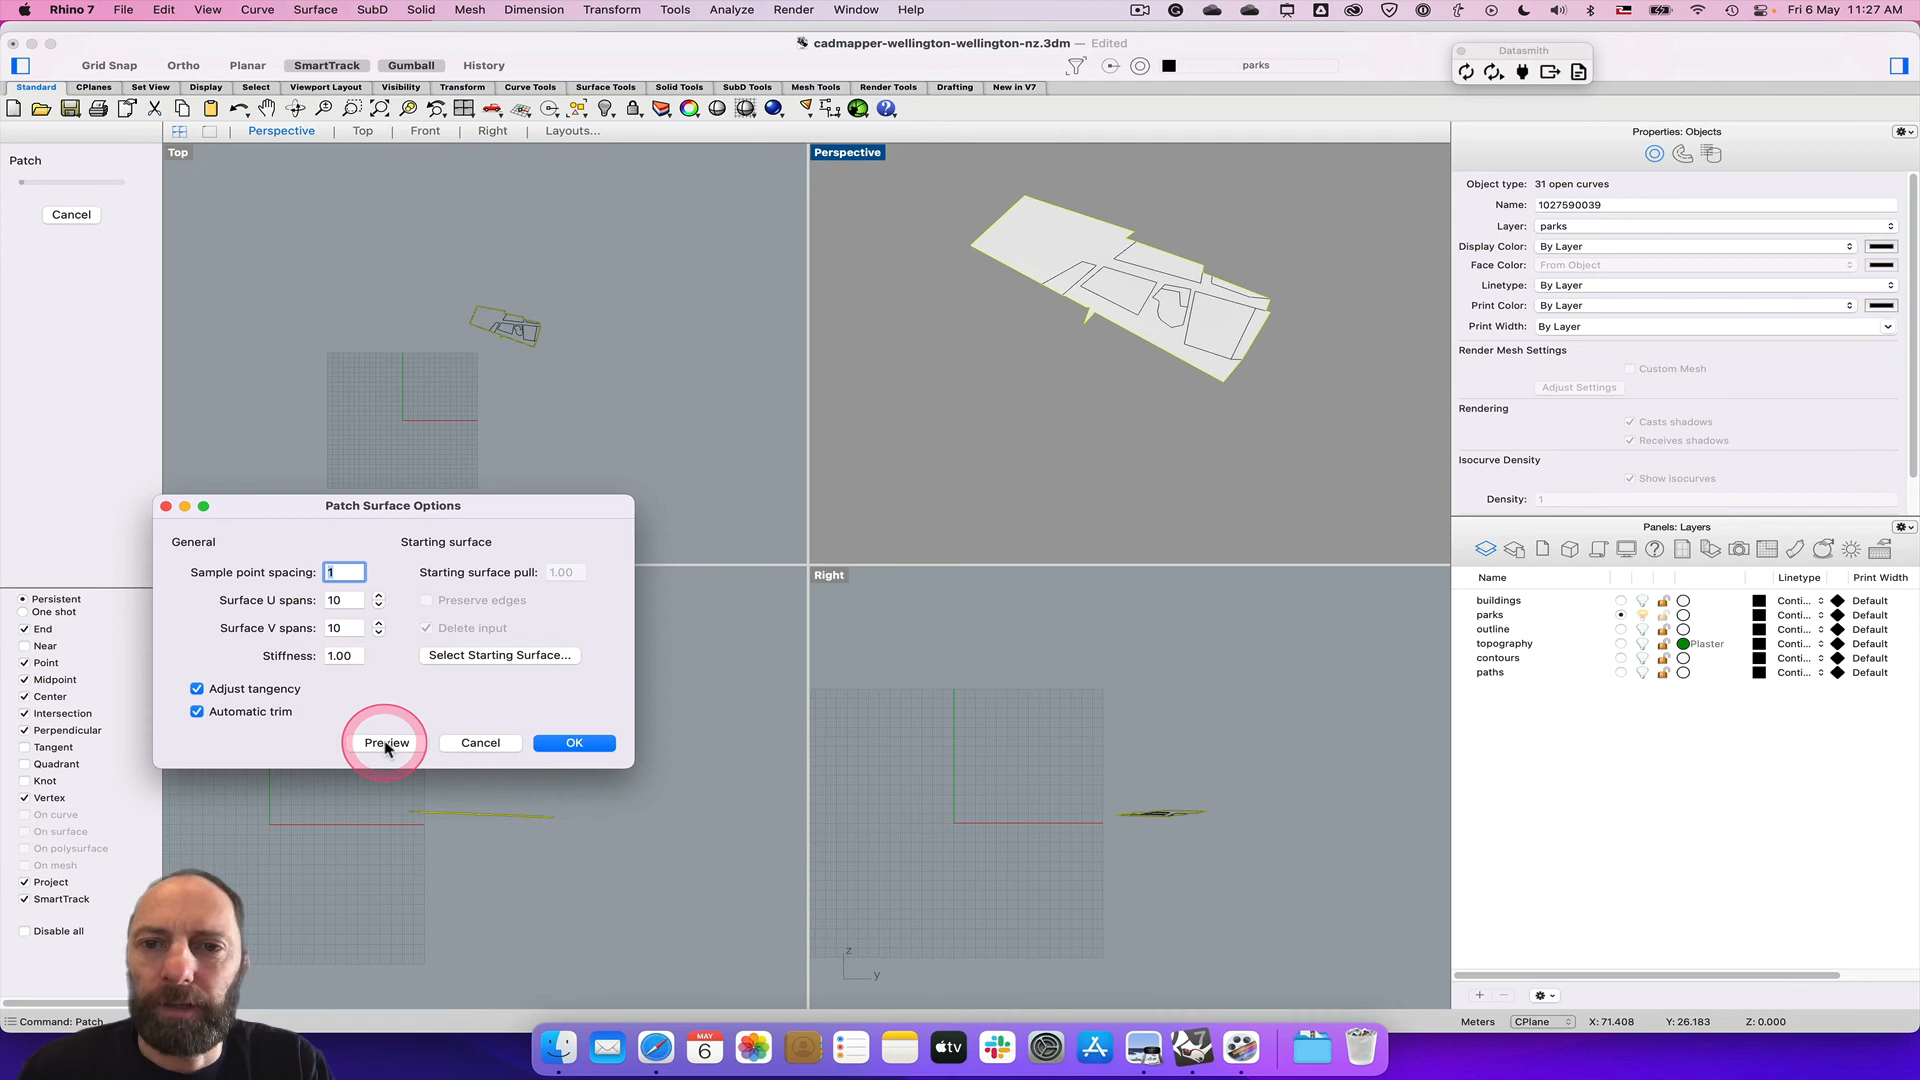 Rhino 7 File Edit View Curve Surface SubD Solid Mesh Dimension Transform Tools Analyze Render Window Help Fri 6 May 11:27 AM
cadmapper-wellington-wellington-nz.3dm — Edited
Datasmith
Grid Snap Ortho Planar SmartTrack Gumball History parks
Standard CPlanes Set View Display Select Viewport Layout Visibility Transform Curve Tools Surface Tools Solid Tools SubD Tools Mesh Tools Render Tools Drafting New in V7
Perspective Top Front Right Layouts...
Properties: Objects
Patch
Cancel
Top
Perspective
Right
z
y
Object type: 31 open curves
Name: 1027590039
Layer: parks
Display Color: By Layer
Face Color: From Object
Linetype: By Layer
Print Color: By Layer
Print Width: By Layer
Render Mesh Settings
Custom Mesh
Adjust Settings
Rendering
Casts shadows
Receives shadows
Isocurve Density
Show isocurves
Density: 1
Panels: Layers
Name Linetype Print Width
buildings Conti... Default
parks Conti... Default
outline Conti... Default
topography Plaster Conti... Default
contours Conti... Default
paths Conti... Default
Patch Surface Options
General Starting surface
Sample point spacing: 1 Starting surface pull: 1.00
Surface U spans: 10 Preserve edges
Surface V spans: 10 Delete input
Stiffness: 1.00 Select Starting Surface...
Adjust tangency
Automatic trim
Preview Cancel OK
Persistent
One shot
End
Near
Point
Midpoint
Center
Intersection
Perpendicular
Tangent
Quadrant
Knot
Vertex
On curve
On surface
On polysurface
On mesh
Project
SmartTrack
Disable all
Command: Patch
Meters CPlane X: 71.408 Y: 26.183 Z: 0.000
MAY
6
tv